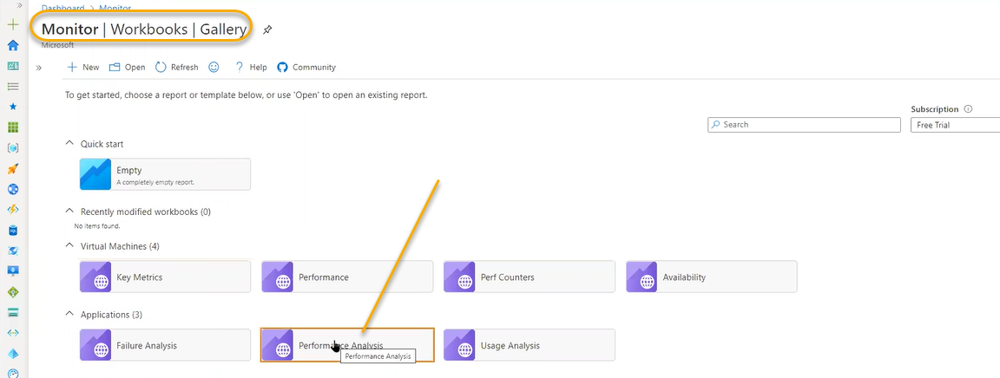 Dashboard > Monitor
Monitor | Workbooks | Gallery
Microsoft
New Open Refresh Help Community
To get started, choose a report or template below, or use 'Open' to open an existing report.
Subscription
Search
Free Trial
Quick start
Empty
A completely empty report.
Recently modified workbooks (0)
No items found.
Virtual Machines (4)
Key Metrics Performance Perf Counters Availability
Applications (3)
Failure Analysis Performance Analysis Usage Analysis
Performance Analysis